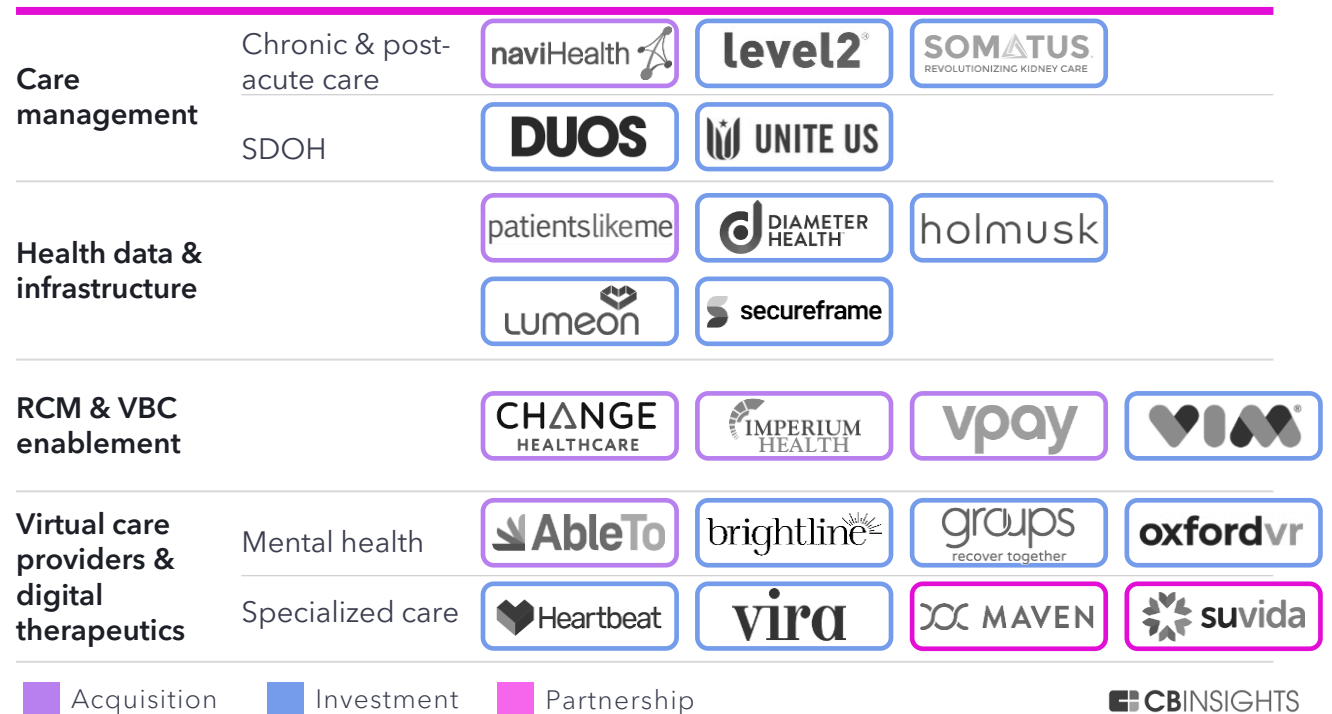 Care
management
Chronic & post-
acute care
naviHealth
level2®
SOMATUS
REVOLUTIONIZING KIDNEY CARE
SDOH
DUOS
UNITE US
Health data &
infrastructure
patientslikeme
DIAMETER
HEALTH
holmusk
LUMEON
secureframe
RCM & VBC
enablement
CHANGE
HEALTHCARE
IMPERIUM
HEALTH
vpay
VIM®
Virtual care
providers &
digital
therapeutics
Mental health
AbleTo
brightline
groups
recover together
oxfordvr
Specialized care
Heartbeat
vira
MAVEN
suvida
Acquisition
Investment
Partnership
CBINSIGHTS